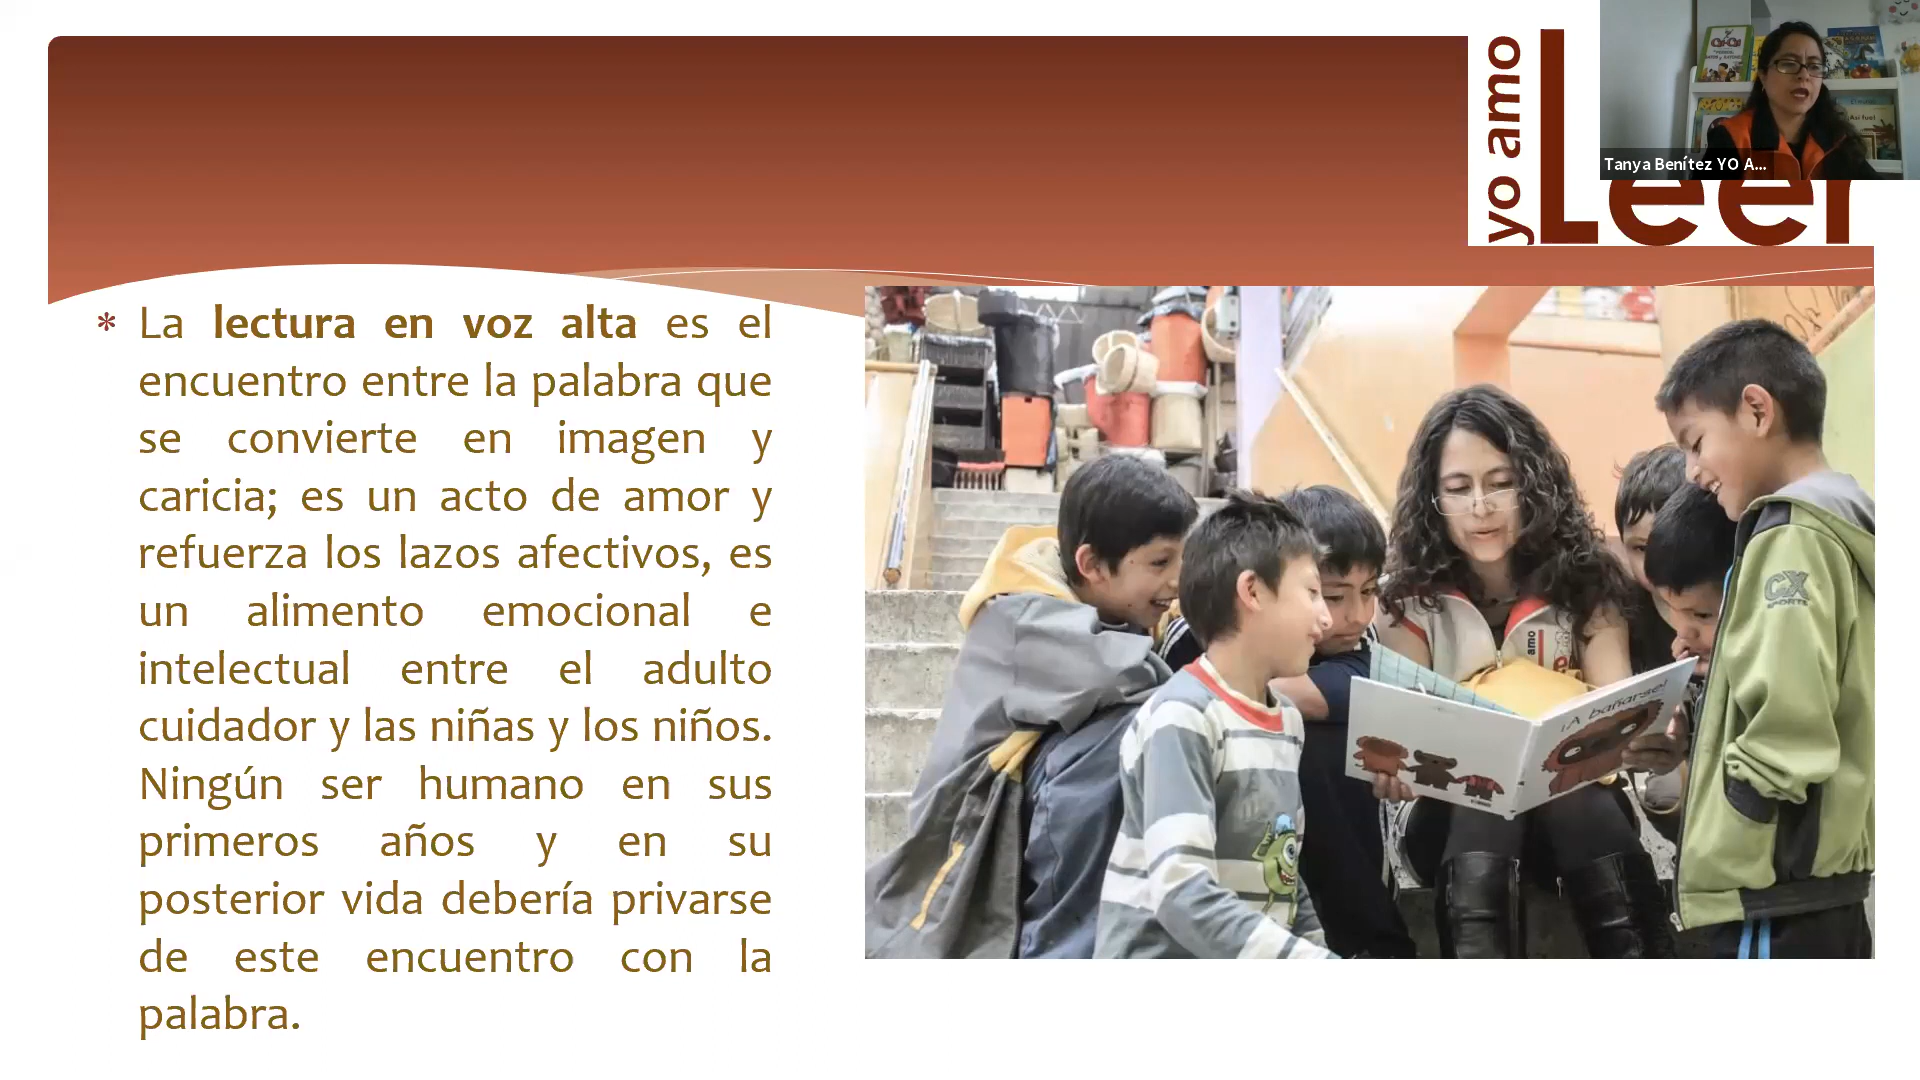 yo amo
Leer
Tanya Benítez YO A...
* La lectura en voz alta es el
encuentro entre la palabra que
se convierte en imagen y
caricia; es un acto de amor y
refuerza los lazos afectivos, es
un alimento emocional e
intelectual entre el adulto
cuidador y las niñas y los niños.
Ningún ser humano en sus
primeros años y en su
posterior vida debería privarse
de este encuentro con la
palabra.
CX
SPORTS
amo
¡A bañarse!
¡Así fue!